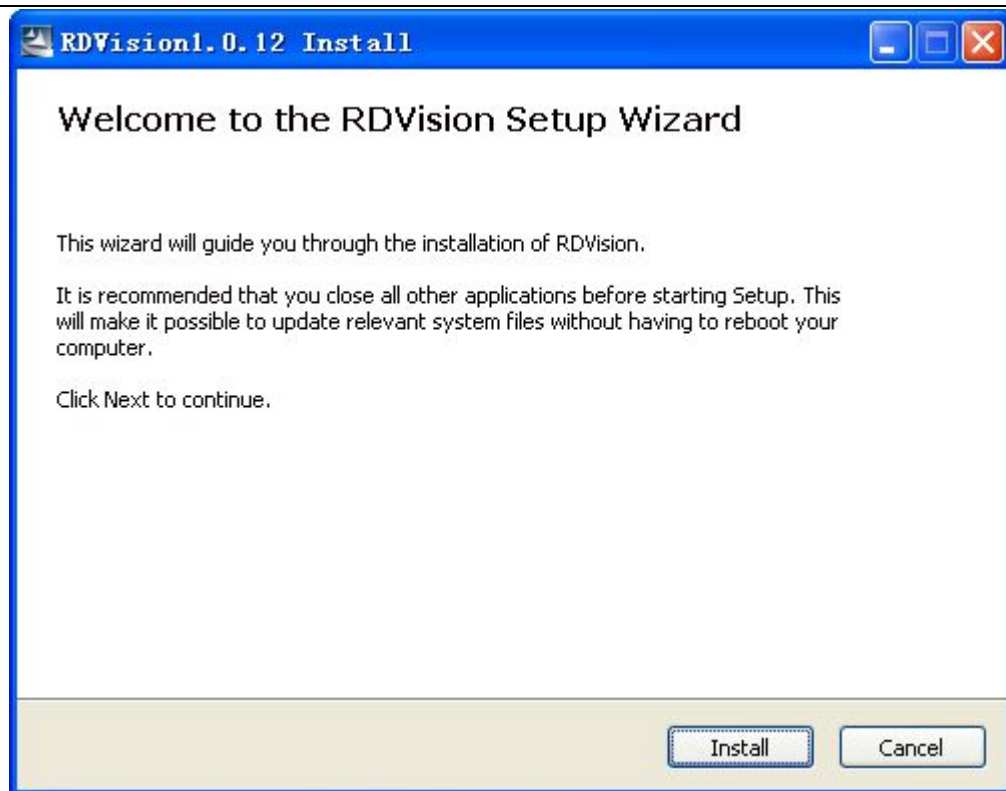 RDVision1.0.12 Install
Welcome to the RDVision Setup Wizard
This wizard will guide you through the installation of RDVision.
It is recommended that you close all other applications before starting Setup. This
will make it possible to update relevant system files without having to reboot your
computer.
Click Next to continue.
Install
Cancel